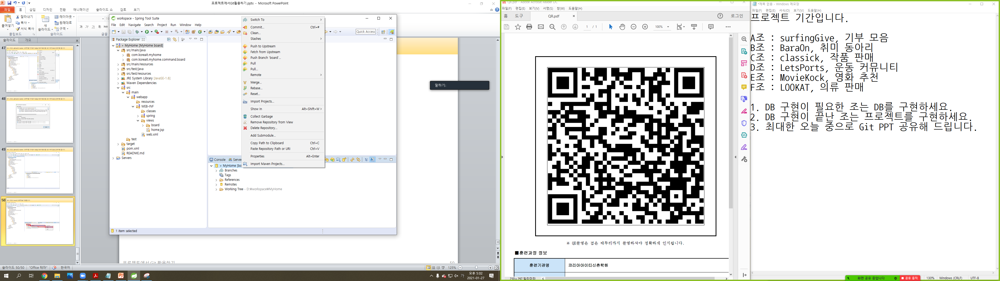 프로젝트에서Git활용하기.pptx - Microsoft PowerPoint
파일 홈 삽입 디자인 전환 애니메이션 슬라이드 쇼 검토 보기
붙여넣기
잘라내기
복사
서식 복사
클립보드
새 슬라이드
레이아웃
원래대로
구역
슬라이드
글꼴
슬라이드 개요
47
48
49
50
workspace - Spring Tool Suite
File Edit Navigate Search Project Run Window Help
Quick Access
Package Explorer
> MyHome [MyHome board]
src/main/java
com.koreait.myhome
com.koreait.myhome.command.board
src/main/resources
src/test/java
src/test/resources
JRE System Library [JavaSE-1.6]
Maven Dependencies
src
main
webapp
resources
WEB-INF
classes
spring
views
board
home.jsp
web.xml
test
target
pom.xml
README.md
Servers
1 item selected
Switch To
Commit... Ctrl+#
Clean...
Stashes
Push to Upstream
Fetch from Upstream
Push Branch 'board'...
Pull
Pull...
Remote
Merge...
Rebase...
Reset...
Import Projects...
Show In Alt+Shift+W
Collect Garbage
Remove Repository from View
Delete Repository...
Add Submodule...
Copy Path to Clipboard Ctrl+C
Paste Repository Path or URI Ctrl+V
Properties Alt+Enter
Import Maven Projects...
Console Server
> MyHome [bo
Branches
Tags
References
Remotes
Working Tree - D:₩workspace₩MyHome
말하기:
프로젝트에서 Git 활용하기 50
슬라이드 50/50 "Office 테마" 한국어
125%
가
오후 5:02
2021-01-27
QR.pdf - Adobe Acrobat Reader DC
파일(F) 편집(E) 보기(V) 서명(S) 창(W) 도움말(H)
홈 도구 QR.pdf 로그인
1 / 1 100%
※ QR촬영은 검은 테두리까지 촬영하셔야 정확하게 인지됩니다.
■훈련과정 정보
훈련기관명 코리아아이티신촌학원
210 x 297 밀리미터
*제목 없음 - Windows 메모장
파일(F) 편집(E) 서식(O) 보기(V) 도움말(H)
프로젝트 기간입니다.
A조 : surfingGive, 기부 모음
B조 : BaraOn, 취미 동아리
C조 : classick, 작품 판매
D조 : LetsPorts, 운동 커뮤니티
E조 : MovieKock, 영화 추천
F조 : LOOKAT, 의류 판매
1. DB 구현이 필요한 조는 DB를 구현하세요.
2. DB 구현이 끝난 조는 프로젝트를 구현하세요.
3. 최대한 오늘 중으로 Git PPT 공유해 드립니다.
화면 공유 중입니다 공유 중지
130% Windows (CRLF) UTF-8